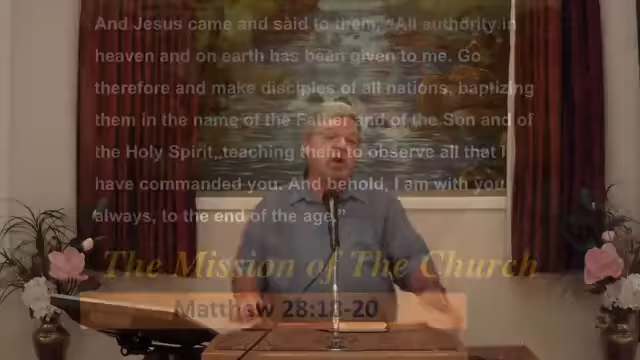 And Jesus came and said to them, "All authority in
heaven and on earth has been given to me. Go
therefore and make disciples of all nations, baptizing
them in the name of the Father and of the Son and of
the Holy Spirit, teaching them to observe all that I
have commanded you. And behold, I am with you
always, to the end of the age."
The Mission of The Church
Matthew 28:18-20